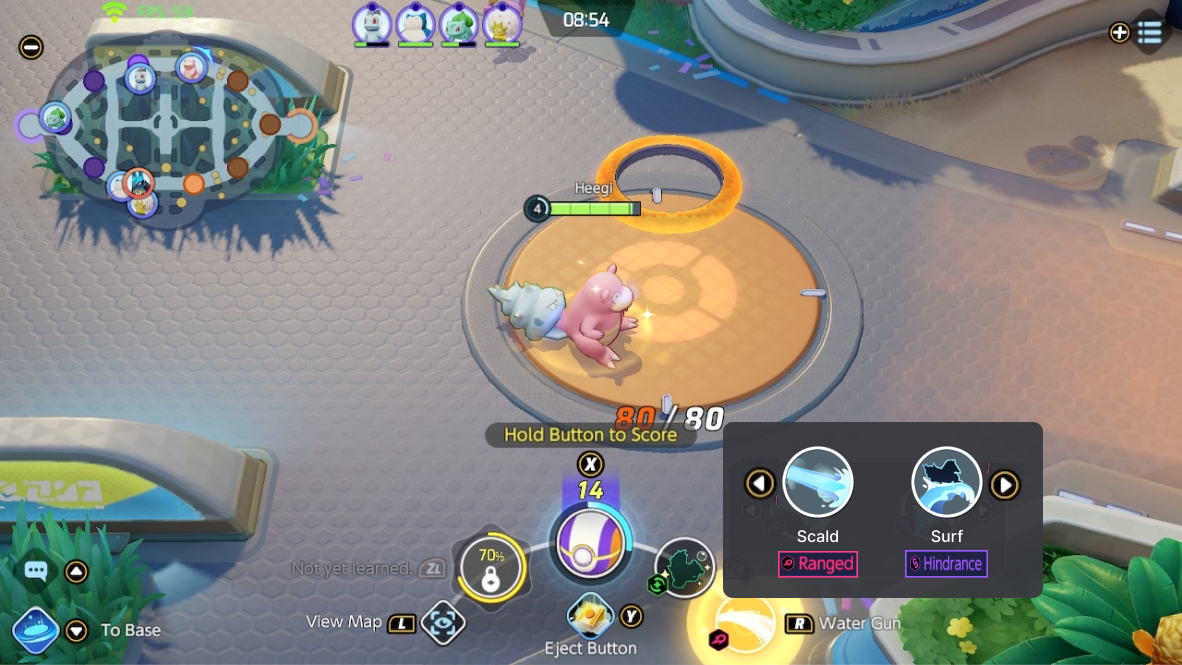 08:54
Heegi
4
80/80
Hold Button to Score
X
14
70%
Not yet learned. ZL
View Map L
Y
Eject Button
To Base
R Water Gun
Scald
Surf
Ranged
Hindrance